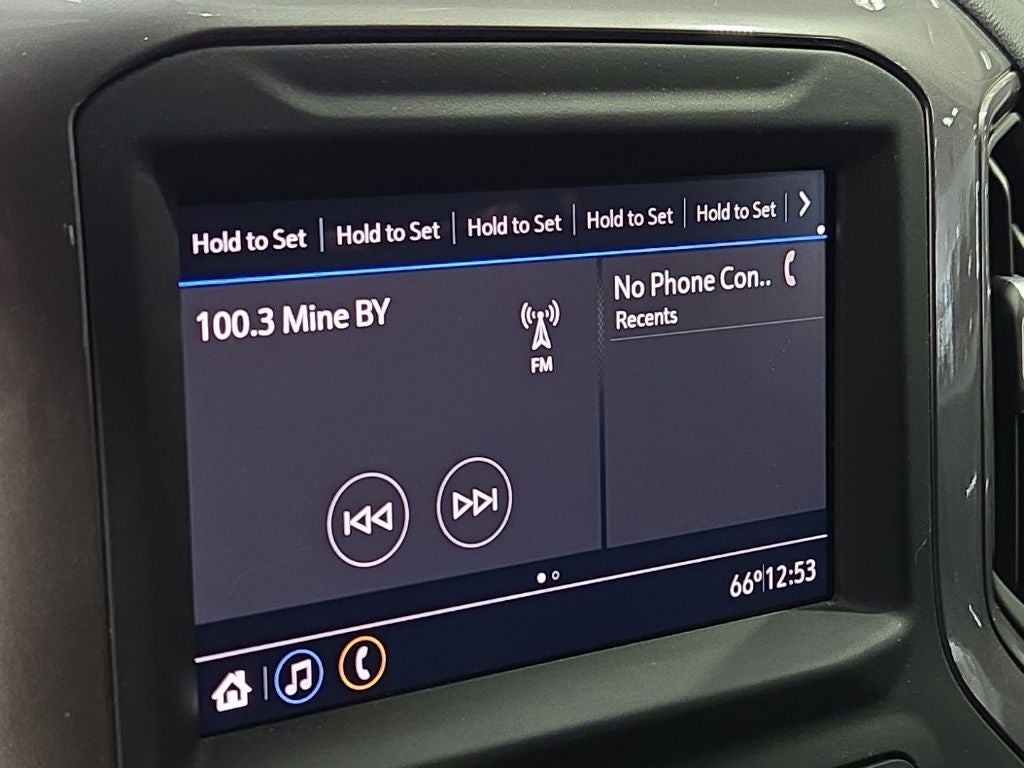 Hold to Set Hold to Set Hold to Set Hold to Set Hold to Set
100.3 Mine BY
FM
No Phone Con..
Recents
66º 12:53